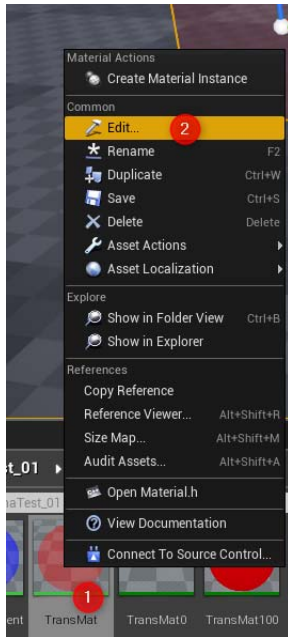 Material Actions
Create Material Instance
Common
Edit... 2
Rename F2
Duplicate Ctrl+W
Save Ctrl+S
Delete Delete
Asset Actions
Asset Localization
Explore
Show in Folder View Ctrl+B
Show in Explorer
References
Copy Reference
Reference Viewer... Alt+Shift+R
Size Map... Alt+Shift+M
Audit Assets... Alt+Shift+A
Open Material.h
View Documentation
Connect To Source Control...
t_01
haTest_01
1
ent TransMat TransMat0 TransMat100